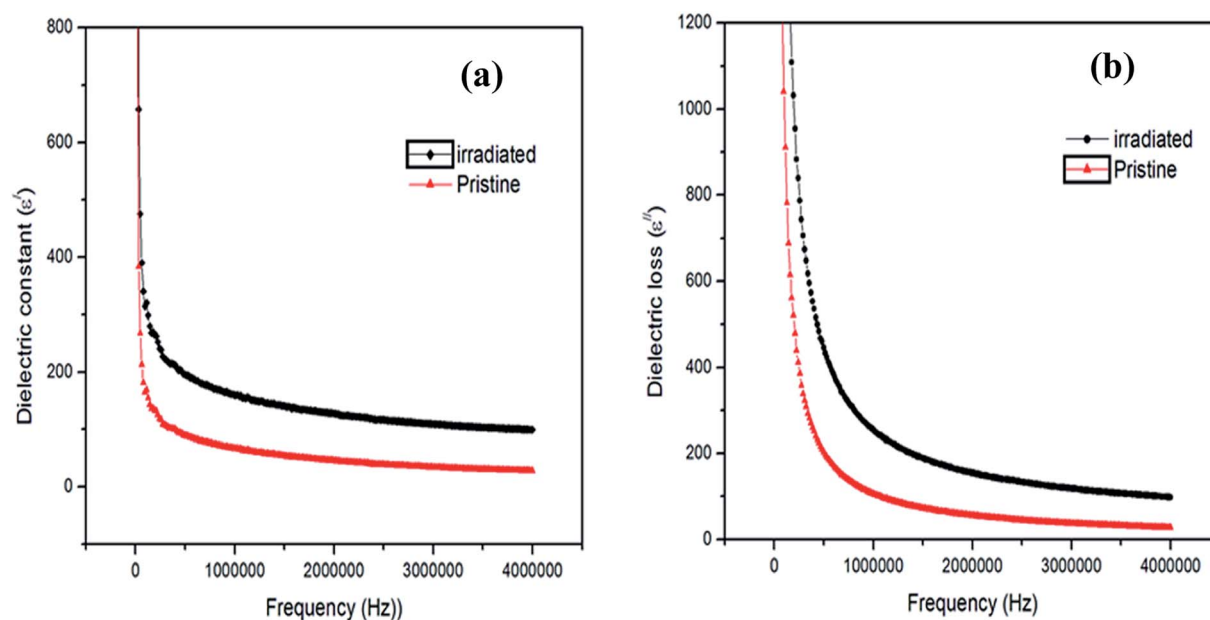 (a)
800
600
400
200
0
irradiated
Pristine
Dielectric constant (ε/)
0 1000000 2000000 3000000 4000000
Frequency (Hz))
(b)
1200
1000
800
600
400
200
0
irradiated
Pristine
Dielectric loss (ε//)
0 1000000 2000000 3000000 4000000
Frequency (Hz)